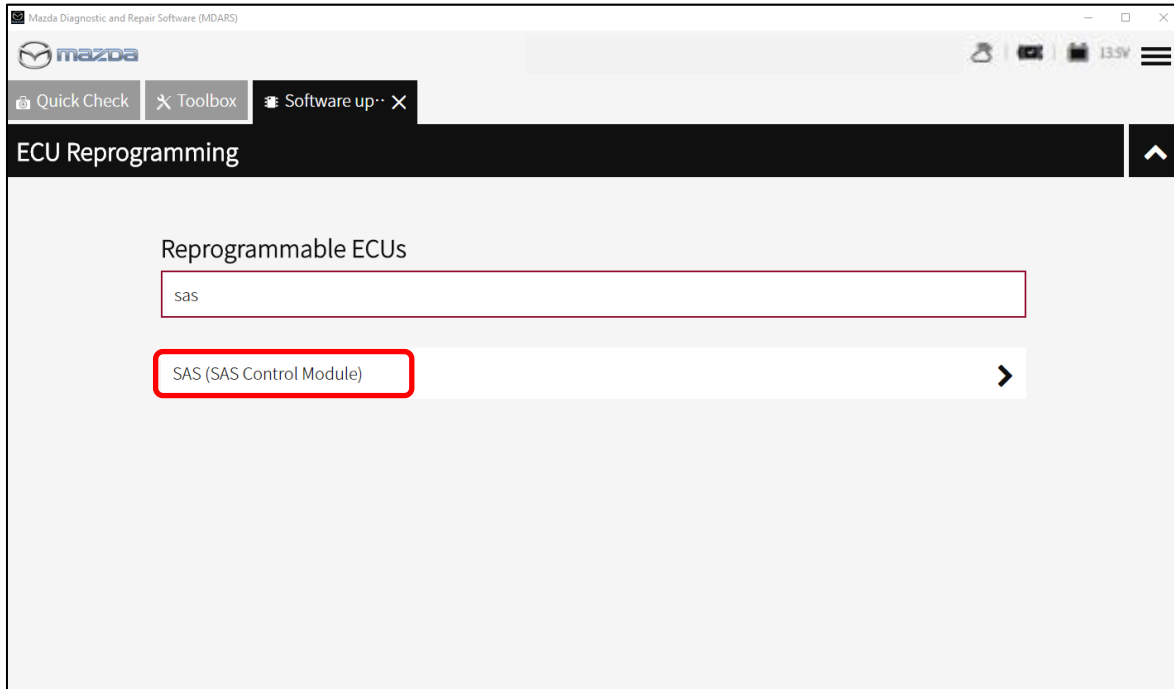 Mazda Diagnostic and Repair Software (MDARS)
mazda
13.5V
Quick Check
Toolbox
Software up··
ECU Reprogramming
Reprogrammable ECUs
sas
SAS (SAS Control Module)